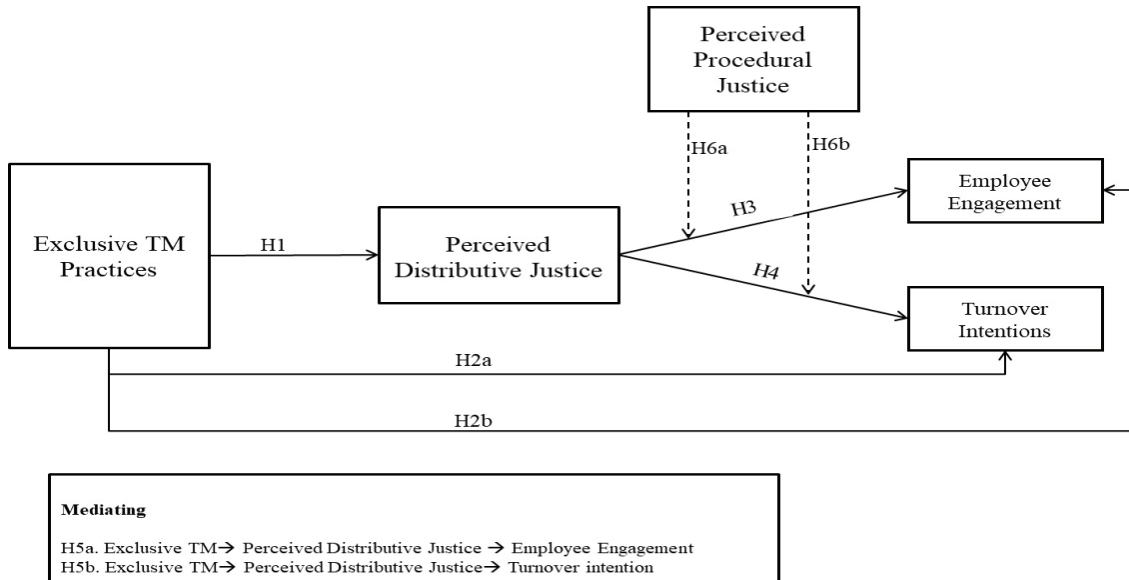 Perceived
Procedural
Justice
H6a
H6b
Employee
Engagement
H3
Exclusive TM
Practices
H1
Perceived
Distributive Justice
H4
Turnover
Intentions
H2a
H2b
Mediating
H5a. Exclusive TM→ Perceived Distributive Justice → Employee Engagement
H5b. Exclusive TM→ Perceived Distributive Justice→ Turnover intention